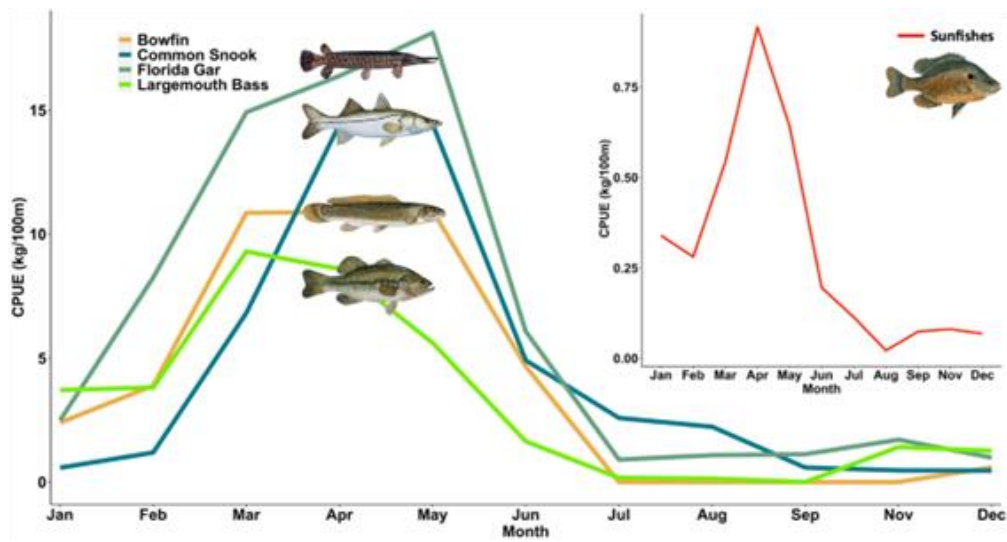 Bowfin
Common Snook
Florida Gar
Largemouth Bass
CPUE (kg/100m)
15
10
5
0
Jan Feb Mar Apr May Jun Jul Aug Sep Nov Dec
Month
Sunfishes
CPUE (kg/100m)
0.75
0.50
0.25
0.00
Jan Feb Mar Apr May Jun Jul Aug Sep Nov Dec
Month